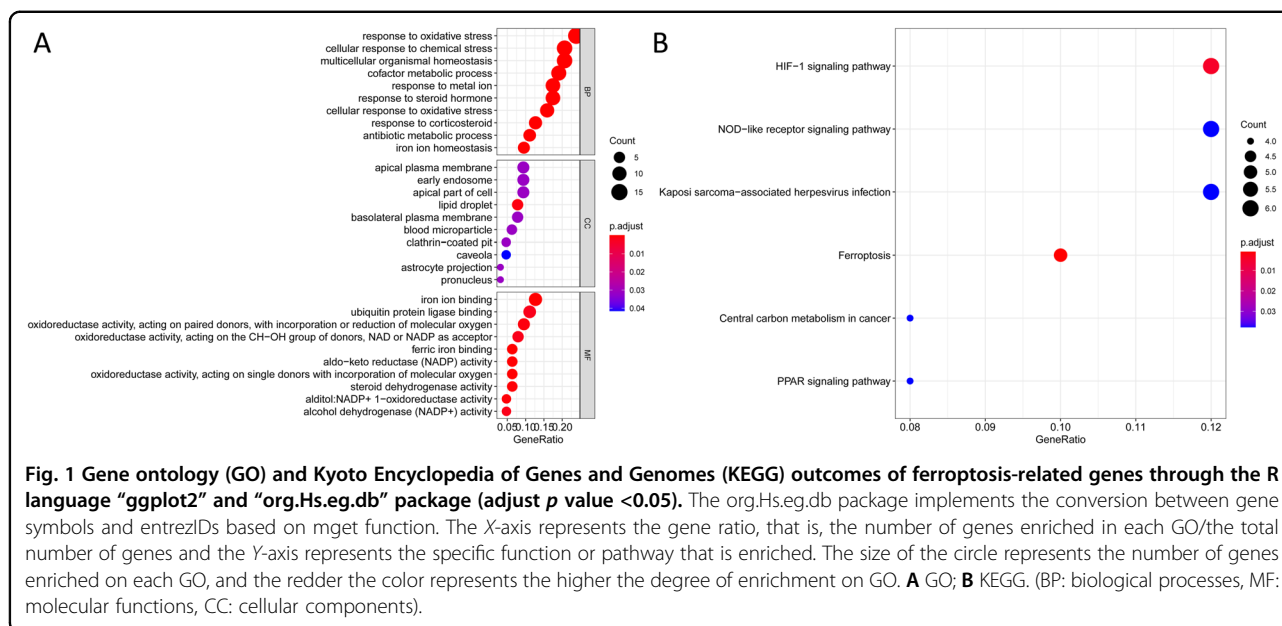 A
response to oxidative stress
cellular response to chemical stress
multicellular organismal homeostasis
cofactor metabolic process
response to metal ion
response to steroid hormone
cellular response to oxidative stress
response to corticosteroid
antibiotic metabolic process
iron ion homeostasis
BP
apical plasma membrane
early endosome
apical part of cell
lipid droplet
basolateral plasma membrane
blood microparticle
clathrin-coated pit
caveola
astrocyte projection
pronucleus
CC
iron ion binding
ubiquitin protein ligase binding
oxidoreductase activity, acting on paired donors, with incorporation or reduction of molecular oxygen
oxidoreductase activity, acting on the CH-OH group of donors, NAD or NADP as acceptor
ferric iron binding
aldo-keto reductase (NADP) activity
oxidoreductase activity, acting on single donors with incorporation of molecular oxygen
steroid dehydrogenase activity
alditol:NADP+ 1-oxidoreductase activity
alcohol dehydrogenase (NADP+) activity
MF
0.05 0.10 0.15 0.20
GeneRatio
Count
5
10
15
p.adjust
0.01
0.02
0.03
0.04
B
HIF-1 signaling pathway
NOD-like receptor signaling pathway
Kaposi sarcoma-associated herpesvirus infection
Ferroptosis
Central carbon metabolism in cancer
PPAR signaling pathway
0.08 0.09 0.10 0.11 0.12
GeneRatio
Count
4.0
4.5
5.0
5.5
6.0
p.adjust
0.01
0.02
0.03
Fig. 1 Gene ontology (GO) and Kyoto Encyclopedia of Genes and Genomes (KEGG) outcomes of ferroptosis-related genes through the R
language "ggplot2" and "org.Hs.eg.db" package (adjust p value <0.05). The org.Hs.eg.db package implements the conversion between gene
symbols and entrezIDs based on mget function. The X-axis represents the gene ratio, that is, the number of genes enriched in each GO/the total
number of genes and the Y-axis represents the specific function or pathway that is enriched. The size of the circle represents the number of genes
enriched on each GO, and the redder the color represents the higher the degree of enrichment on GO. A GO; B KEGG. (BP: biological processes, MF:
molecular functions, CC: cellular components).